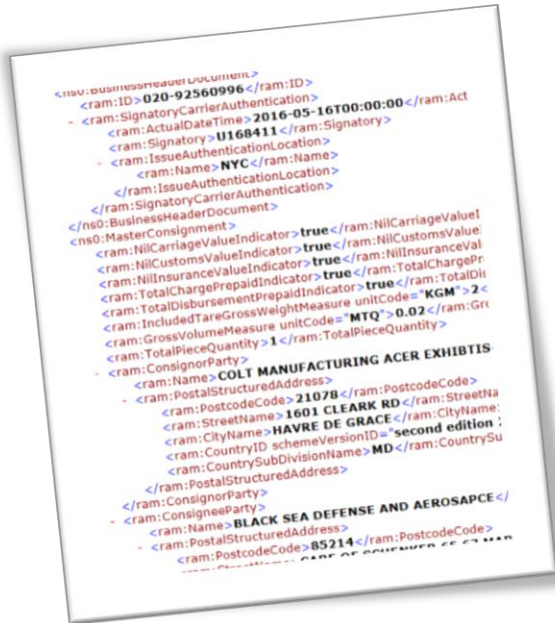 <ns0:BusinessHeaderDocument>
<ram:ID>020-92560996</ram:ID>
- <ram:SignatoryCarrierAuthentication>
<ram:ActualDateTime>2016-05-16T00:00:00</ram:Act
<ram:Signatory>U168411</ram:Signatory>
- <ram:IssueAuthenticationLocation>
<ram:Name>NYC</ram:Name>
</ram:IssueAuthenticationLocation>
</ram:SignatoryCarrierAuthentication>
</ns0:BusinessHeaderDocument>
<ns0:MasterConsignment>
<ram:NilCarriageValueIndicator>true</ram:NilCarriageValueI
<ram:NilCustomsValueIndicator>true</ram:NilCustomsValue
<ram:NilInsuranceValueIndicator>true</ram:NilInsuranceVal
<ram:TotalChargePrepaidIndicator>true</ram:TotalChargePr
<ram:TotalDisbursementPrepaidIndicator>true</ram:TotalDis
<ram:IncludedTareGrossWeightMeasure unitCode="KGM">2<
<ram:GrossVolumeMeasure unitCode="MTQ">0.02</ram:Gro
<ram:TotalPieceQuantity>1</ram:TotalPieceQuantity>
- <ram:ConsignorParty>
<ram:Name>COLT MANUFACTURING ACER EXHIBTIS
- <ram:PostalStructuredAddress>
<ram:PostcodeCode>21078</ram:PostcodeCode>
<ram:StreetName>1601 CLEARK RD</ram:StreetNa
<ram:CityName>HAVRE DE GRACE</ram:CityName>
<ram:CountryID schemeVersionID="second edition
<ram:CountrySubDivisionName>MD</ram:CountrySu
</ram:PostalStructuredAddress>
</ram:ConsignorParty>
- <ram:ConsigneeParty>
<ram:Name>BLACK SEA DEFENSE AND AEROSAPCE</
- <ram:PostalStructuredAddress>
<ram:PostcodeCode>85214</ram:PostcodeCode>